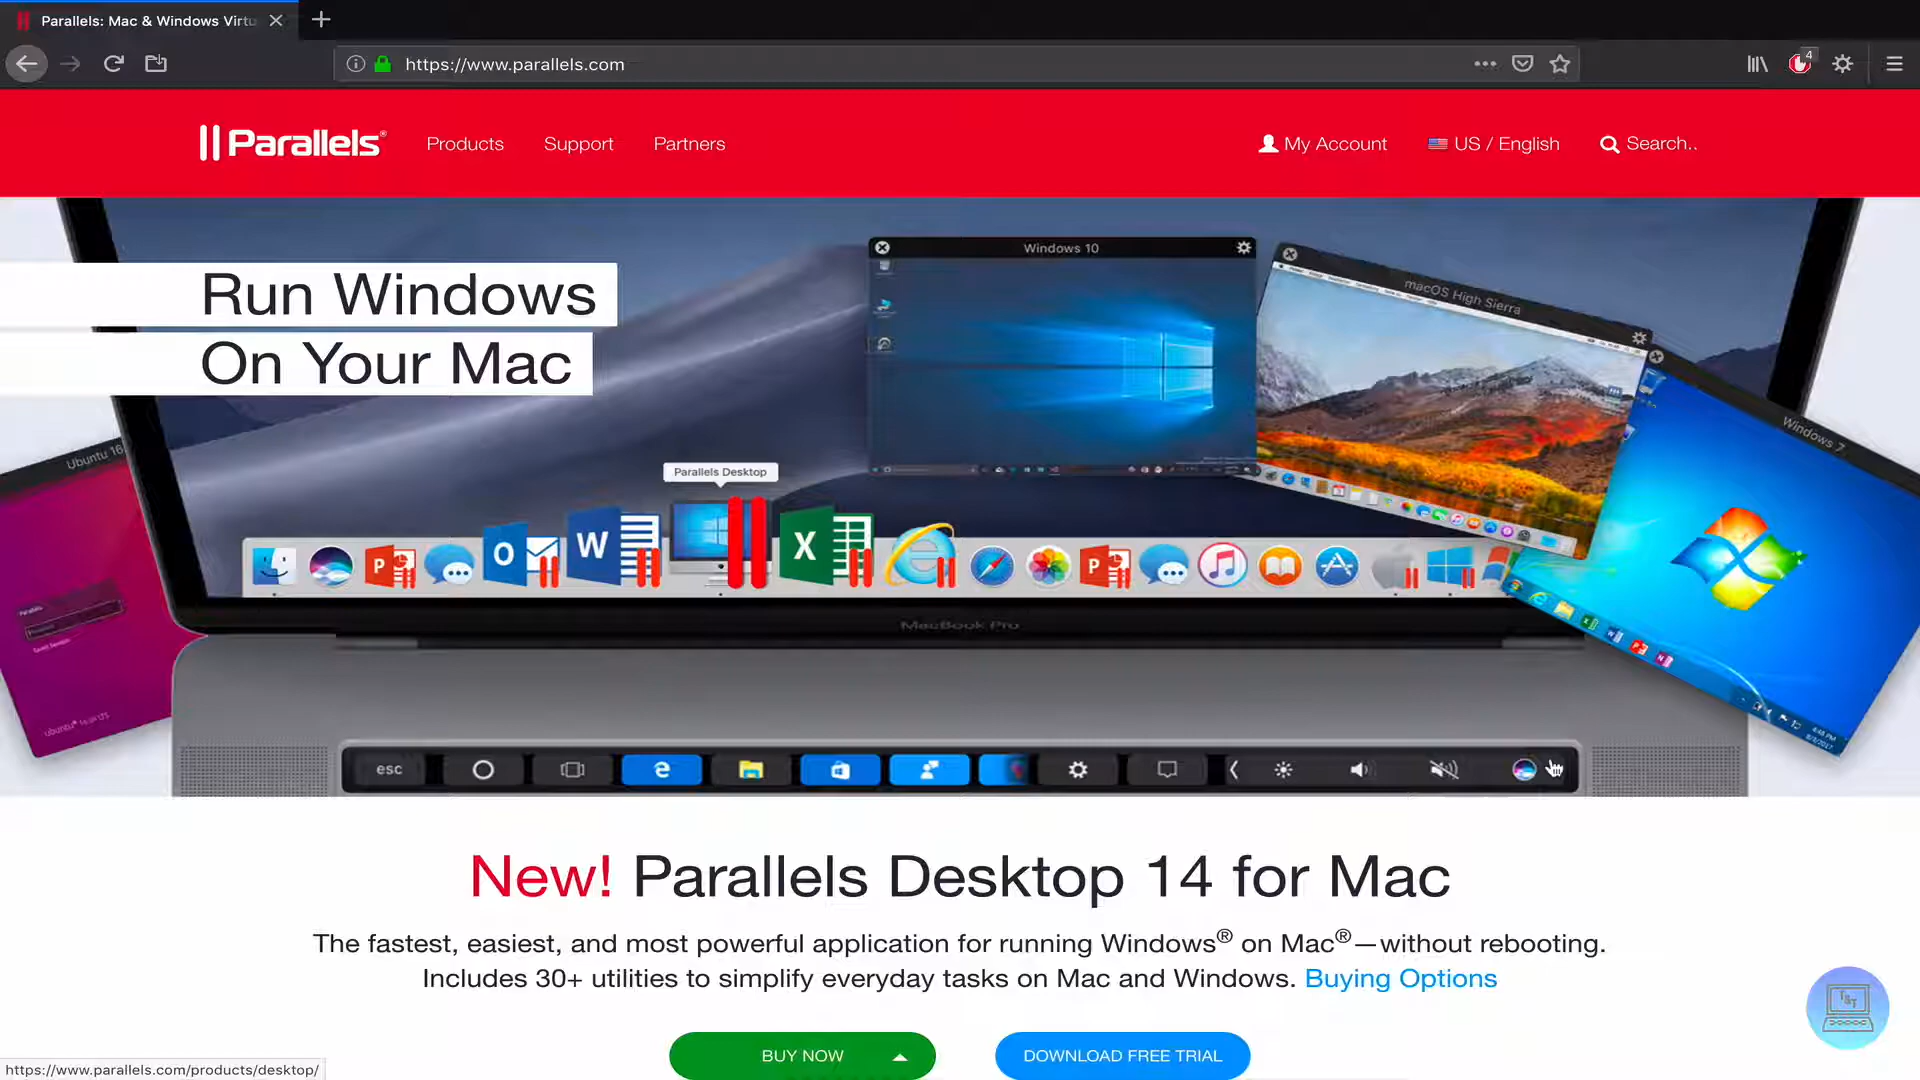 Parallels: Mac & Windows Virtu
https://www.parallels.com
4
Parallels®
Products
Support
Partners
My Account
US / English
Search..
Run Windows
On Your Mac
Windows 10
macOS High Sierra
Windows 7
Ubuntu 16
Parallels Desktop
MacBook Pro
esc
New! Parallels Desktop 14 for Mac
The fastest, easiest, and most powerful application for running Windows® on Mac®—without rebooting.
Includes 30+ utilities to simplify everyday tasks on Mac and Windows. Buying Options
BUY NOW
DOWNLOAD FREE TRIAL
https://www.parallels.com/products/desktop/